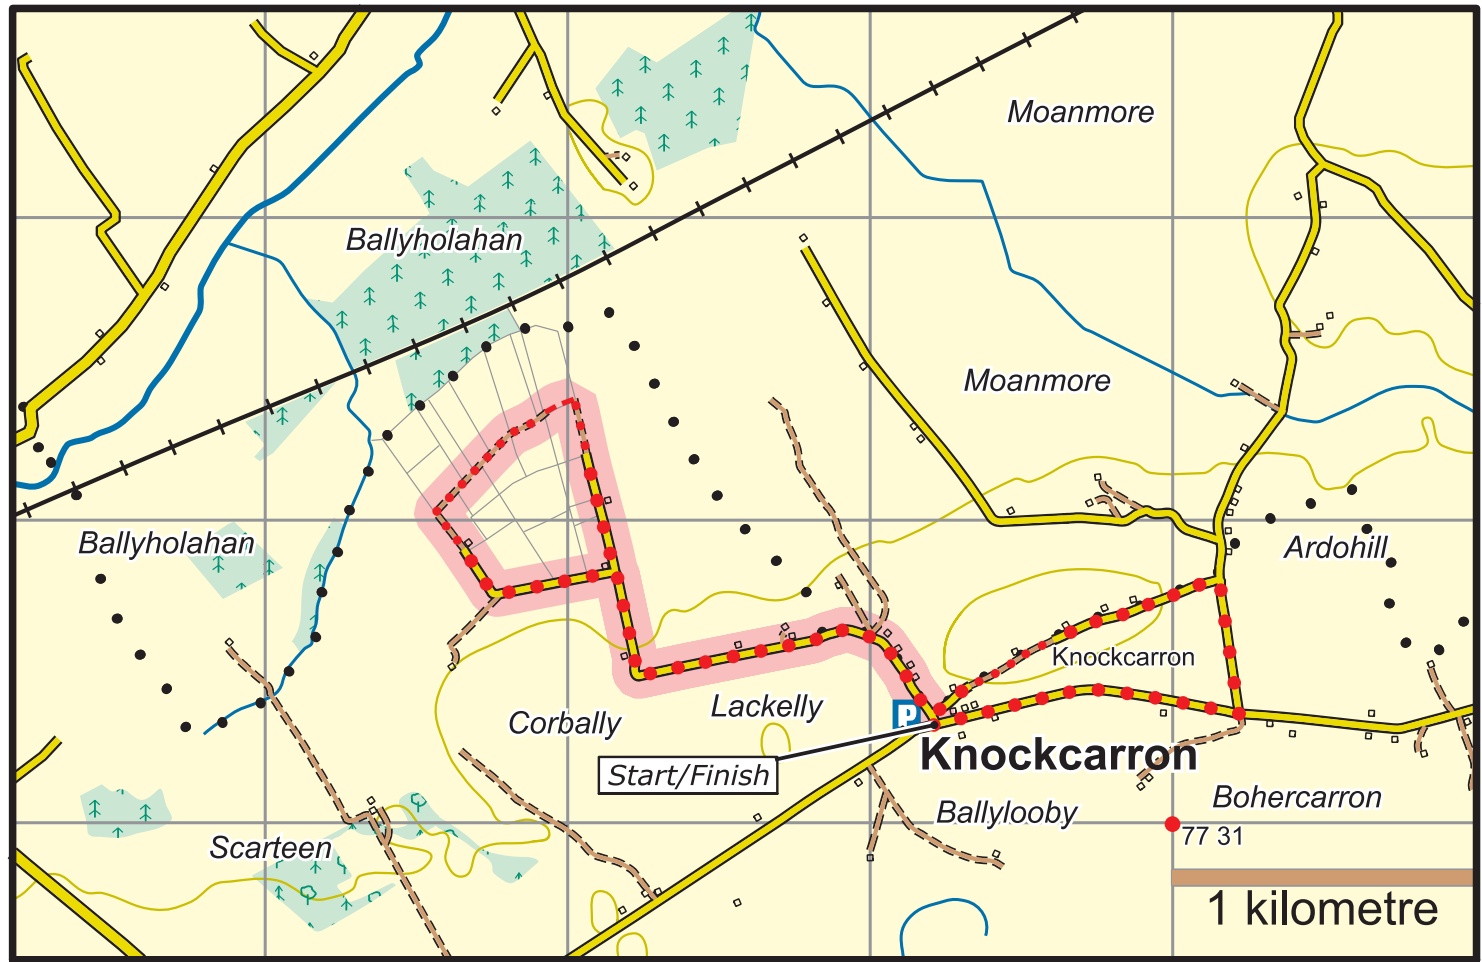 Moanmore
Ballyholahan
Moanmore
Ballyholahan
Ardohill
Knockcarron
Lackelly
Corbally
P
Knockcarron
Start/Finish
Bohercarron
Ballylooby
77 31
Scarteen
1 kilometre